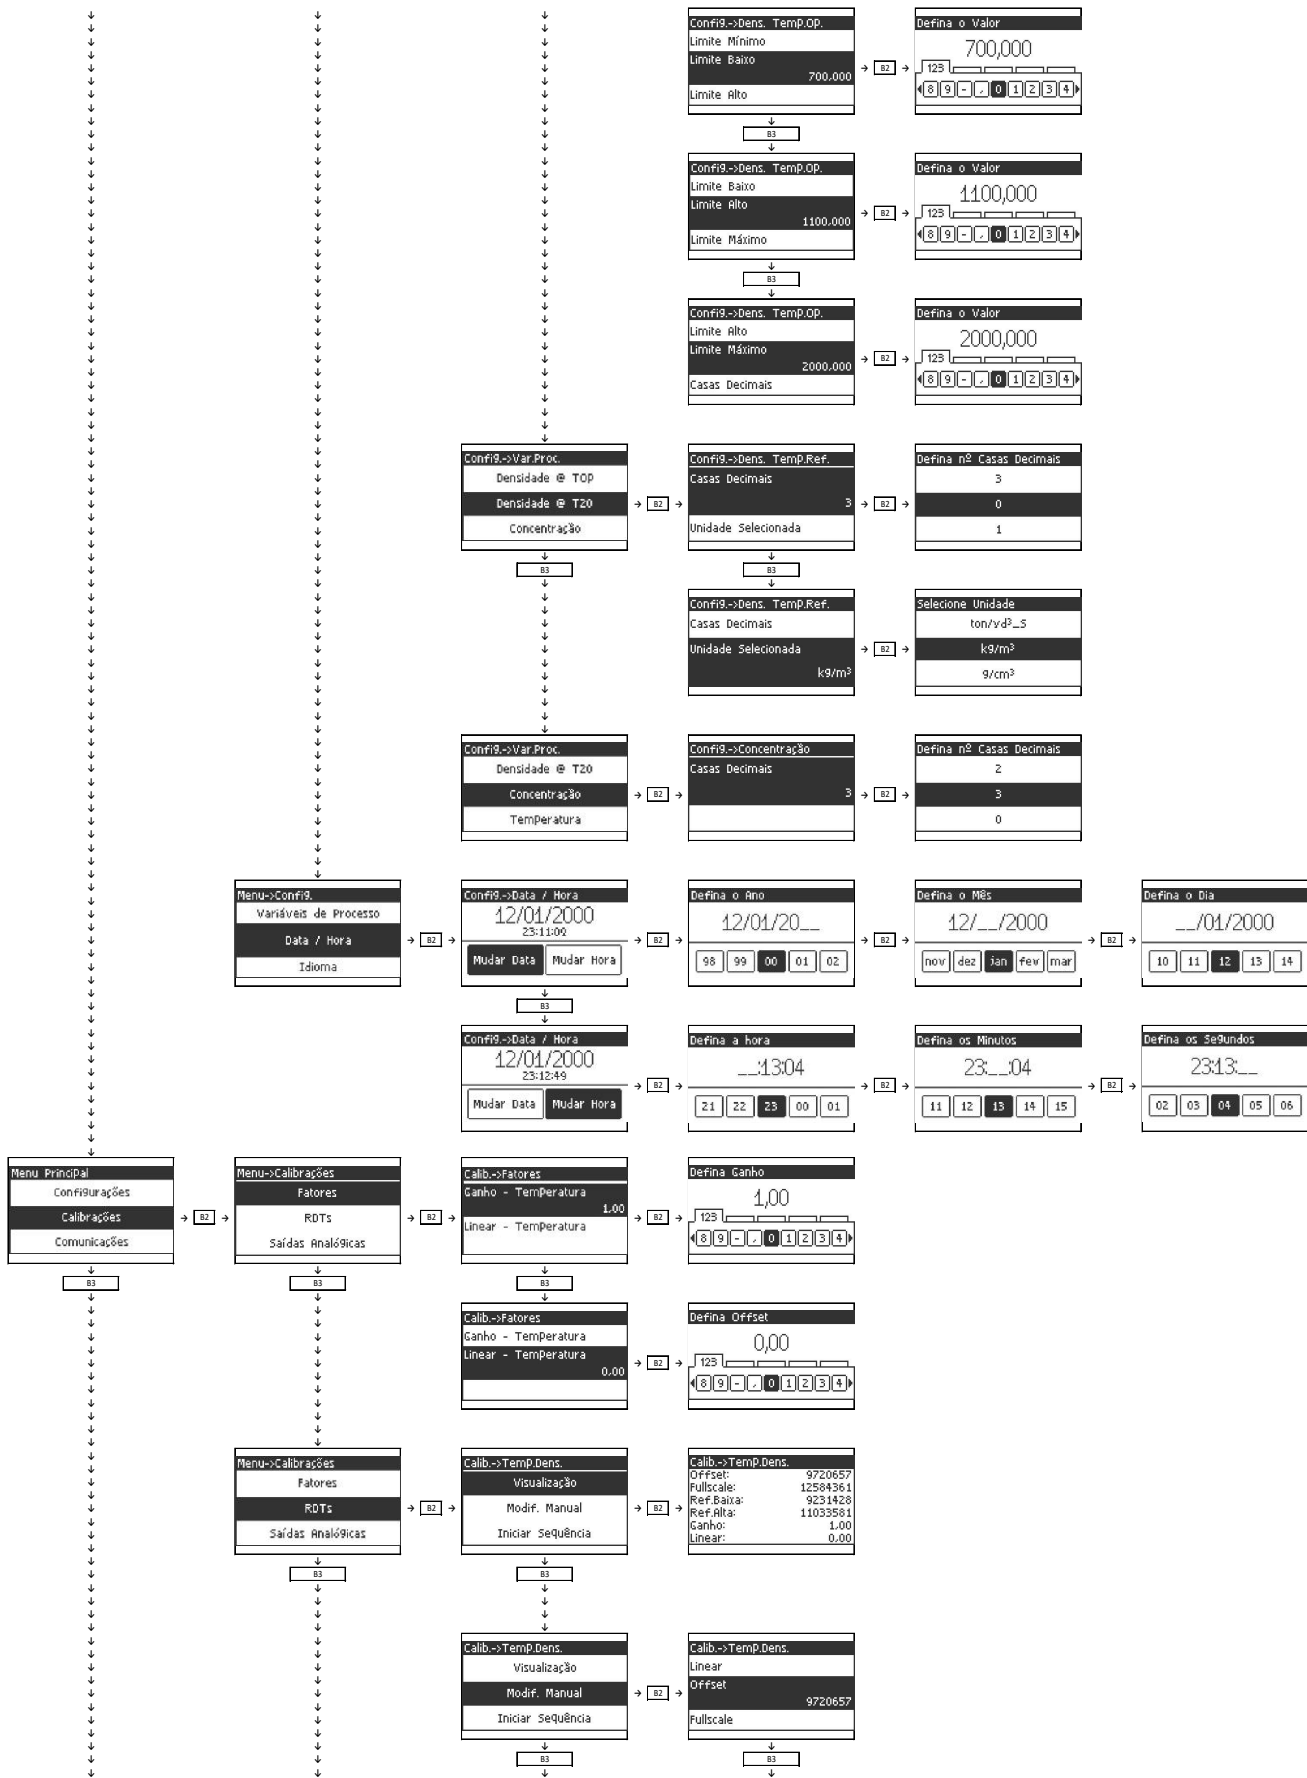 Config.->Dens. Temp.OP.
Limite Mínimo
Limite Baixo
700,000
Limite Alto
B2
Defina o Valor
700,000
123
8 9 - , 0 1 2 3 4
B3
Config.->Dens. Temp.OP.
Limite Baixo
Limite Alto
1100,000
Limite Máximo
B2
Defina o Valor
1100,000
123
8 9 - , 0 1 2 3 4
B3
Config.->Dens. Temp.OP.
Limite Alto
Limite Máximo
2000,000
Casas Decimais
B2
Defina o Valor
2000,000
123
8 9 - , 0 1 2 3 4
Config.->Var.Proc.
Densidade @ TOP
Densidade @ T20
Concentração
B2
Config.->Dens. Temp.Ref.
Casas Decimais
3
Unidade Selecionada
B2
Defina nº Casas Decimais
3
0
1
B3
B3
Config.->Dens. Temp.Ref.
Casas Decimais
Unidade Selecionada
kg/m³
B2
Selecione Unidade
ton/yd³_S
kg/m³
g/cm³
Config.->Var.Proc.
Densidade @ T20
Concentração
Temperatura
B2
Config.->Concentração
Casas Decimais
3
B2
Defina nº Casas Decimais
2
3
0
Menu->Config.
Variáveis de Processo
Data / Hora
Idioma
B2
Config.->Data / Hora
12/01/2000
23:11:09
Mudar Data Mudar Hora
B2
Defina o Ano
12/01/20__
98 99 00 01 02
B2
Defina o Mês
12/__/2000
nov dez jan fev mar
B2
Defina o Dia
__/01/2000
10 11 12 13 14
B3
Config.->Data / Hora
12/01/2000
23:12:49
Mudar Data Mudar Hora
B2
Defina a hora
__:13:04
21 22 23 00 01
B2
Defina os Minutos
23:__:04
11 12 13 14 15
B2
Defina os Segundos
23:13:__
02 03 04 05 06
Menu Principal
Configurações
Calibrações
Comunicações
B2
Menu->Calibrações
Fatores
RDTs
Saídas Analógicas
B2
Calib.->Fatores
Ganho - Temperatura
1,00
Linear - Temperatura
B2
Defina Ganho
1,00
123
8 9 - , 0 1 2 3 4
B3
B3
B3
Calib.->Fatores
Ganho - Temperatura
Linear - Temperatura
0,00
B2
Defina Offset
0,00
123
8 9 - , 0 1 2 3 4
Menu->Calibrações
Fatores
RDTs
Saídas Analógicas
B2
Calib.->Temp.Dens.
Visualização
Modif. Manual
Iniciar Sequência
B2
Calib.->Temp.Dens.
Offset: 9720657
Fullscale: 12584361
Ref.Baixa: 9231428
Ref.Alta: 11033581
Ganho: 1,00
Linear: 0,00
B3
B3
Calib.->Temp.Dens.
Visualização
Modif. Manual
Iniciar Sequência
B2
Calib.->Temp.Dens.
Linear
Offset
9720657
Fullscale
B3
B3